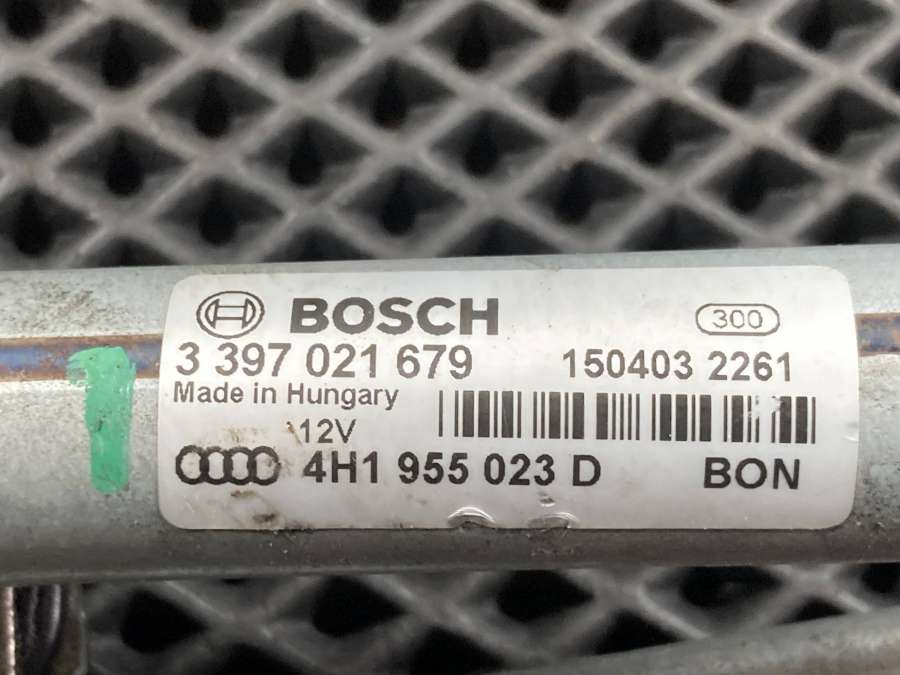 BOSCH 300
3 397 021 679 150403 2261
Made in Hungary
12V
4H1 955 023 D BON